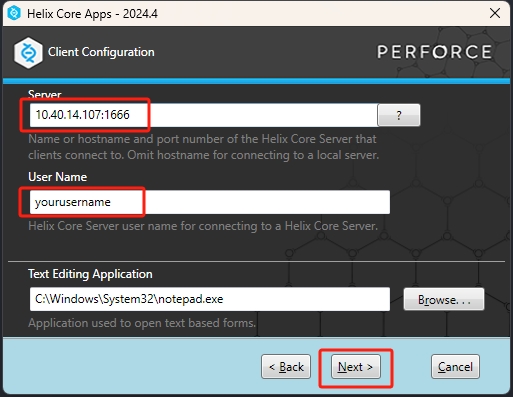 Helix Core Apps - 2024.4
Client Configuration
PERFORCE
Server
10.40.14.107:1666
?
Name or hostname and port number of the Helix Core Server that
clients connect to. Omit hostname for connecting to a local server.
User Name
yourusername
Helix Core Server user name for connecting to a Helix Core Server.
Text Editing Application
C:\Windows\System32\notepad.exe
Browse. . .
Application used to open text based forms.
< Back
Next >
Cancel